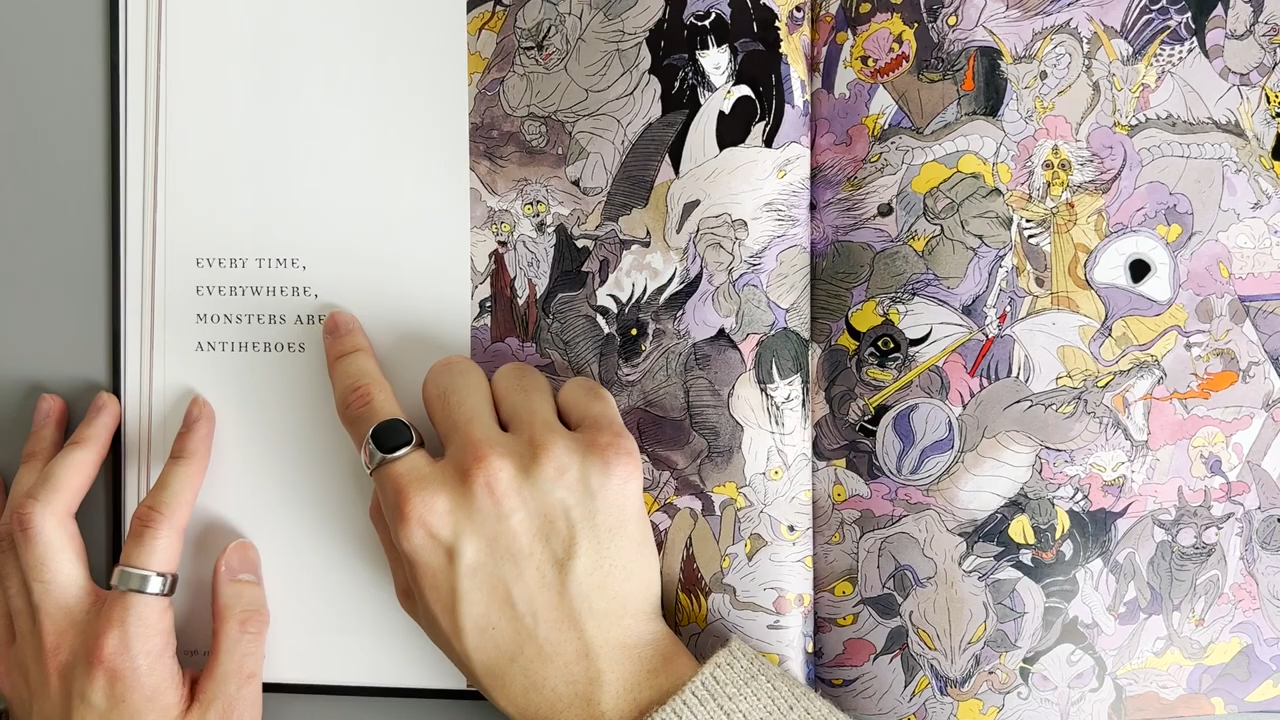 EVERY TIME,
EVERYWHERE,
MONSTERS ARE
ANTIHEROES